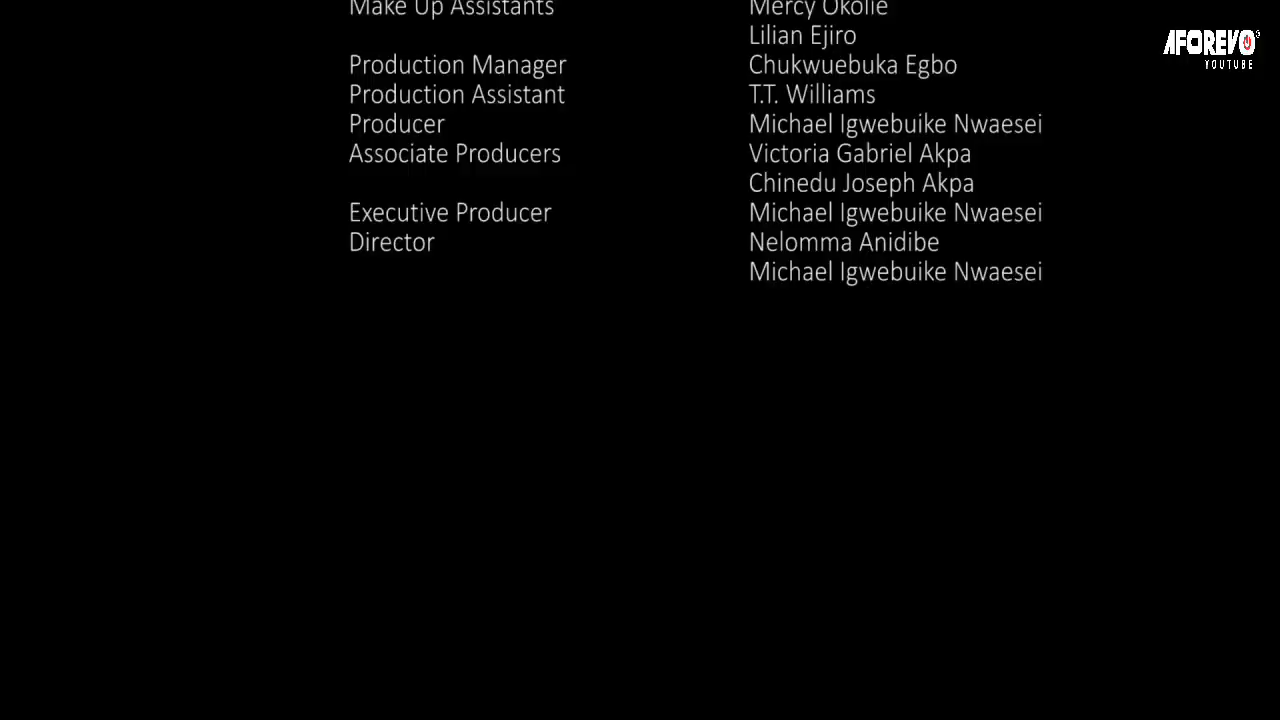 Make Up Assistants Mercy Okolie
Lilian Ejiro
Production Manager Chukwuebuka Egbo
Production Assistant T.T. Williams
Producer Michael Igwebuike Nwaesei
Associate Producers Victoria Gabriel Akpa
Chinedu Joseph Akpa
Executive Producer Michael Igwebuike Nwaesei
Director Nelomma Anidibe
Michael Igwebuike Nwaesei
AFOREVO
YOUTUBE